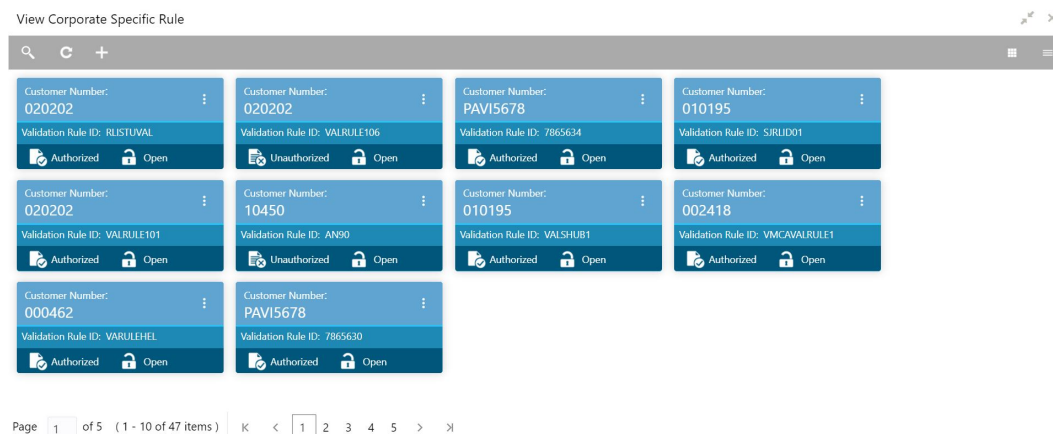 View Corporate Specific Rule
Customer Number:
020202
Validation Rule ID: RLISTUVAL
Authorized Open
Customer Number:
020202
Validation Rule ID: VALRULE106
Unauthorized Open
Customer Number:
PAVI5678
Validation Rule ID: 7865634
Authorized Open
Customer Number:
010195
Validation Rule ID: SJRLID01
Authorized Open
Customer Number:
020202
Validation Rule ID: VALRULE101
Authorized Open
Customer Number:
10450
Validation Rule ID: AN90
Unauthorized Open
Customer Number:
010195
Validation Rule ID: VALSHUB1
Authorized Open
Customer Number:
002418
Validation Rule ID: VMCAVALRULE1
Authorized Open
Customer Number:
000462
Validation Rule ID: VARULEHEL
Authorized Open
Customer Number:
PAVI5678
Validation Rule ID: 7865630
Authorized Open
Page 1 of 5 (1 - 10 of 47 items) 1 2 3 4 5